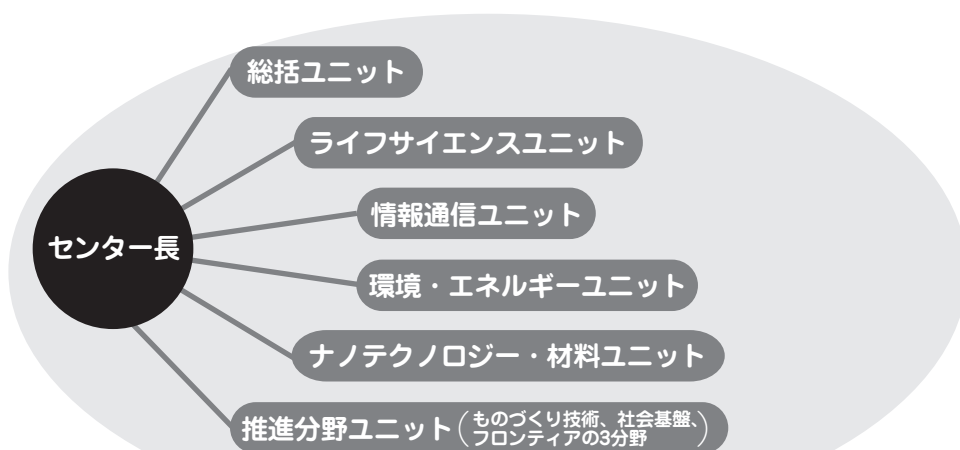 総括ユニット
ライフサイエンスユニット
情報通信ユニット
センター長
環境・エネルギーユニット
ナノテクノロジー・材料ユニット
推進分野ユニット(ものづくり技術、社会基盤、
フロンティアの3分野)